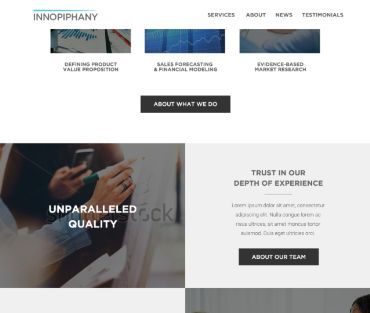 INNOPIPHANY
SERVICES ABOUT NEWS TESTIMONIALS
DEFINING PRODUCT
VALUE PROPOSITION
SALES FORECASTING
& FINANCIAL MODELING
EVIDENCE-BASED
MARKET RESEARCH
ABOUT WHAT WE DO
UNPARALLELED
QUALITY
TRUST IN OUR
DEPTH OF EXPERIENCE
Lorem ipsum dolor sit amet, consectetur
adipiscing elit. Nulla congue lorem ac
risus ultrices, sit amet rhoncus tortor
euismod. Duis eget ultricies orci.
ABOUT OUR TEAM